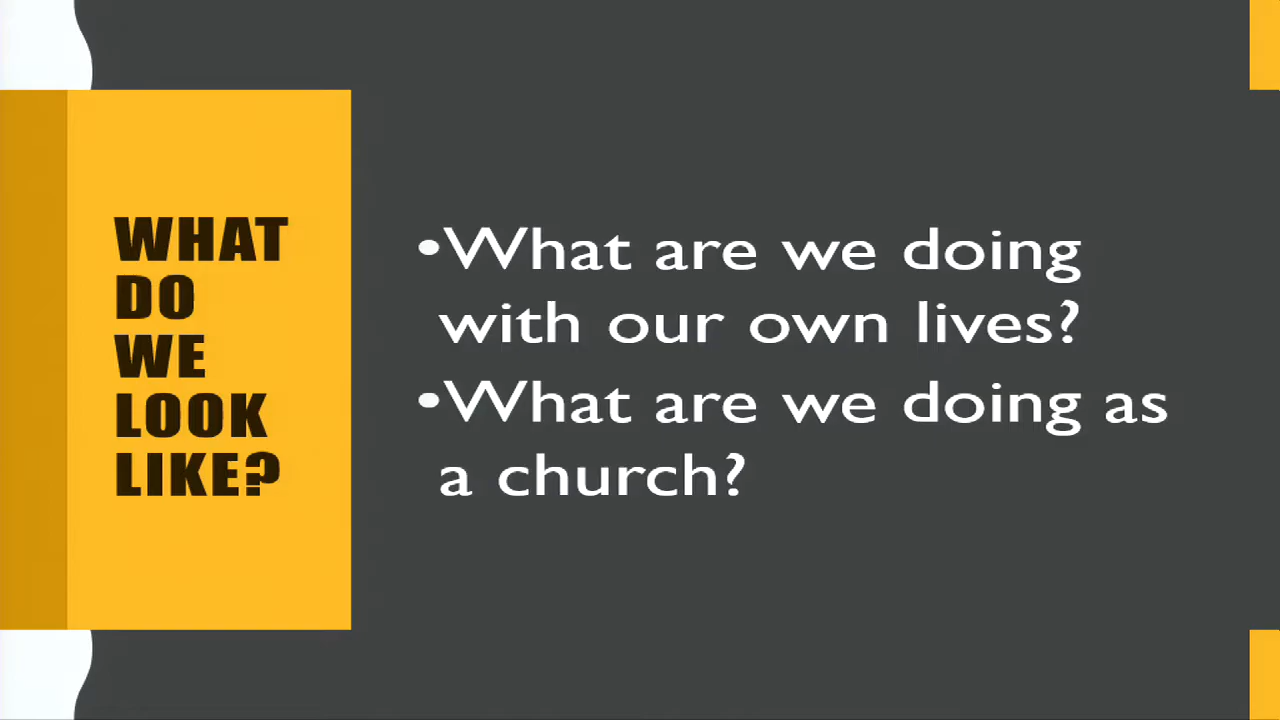 WHAT
DO
WE
LOOK
LIKE?
•What are we doing
with our own lives?
•What are we doing as
a church?